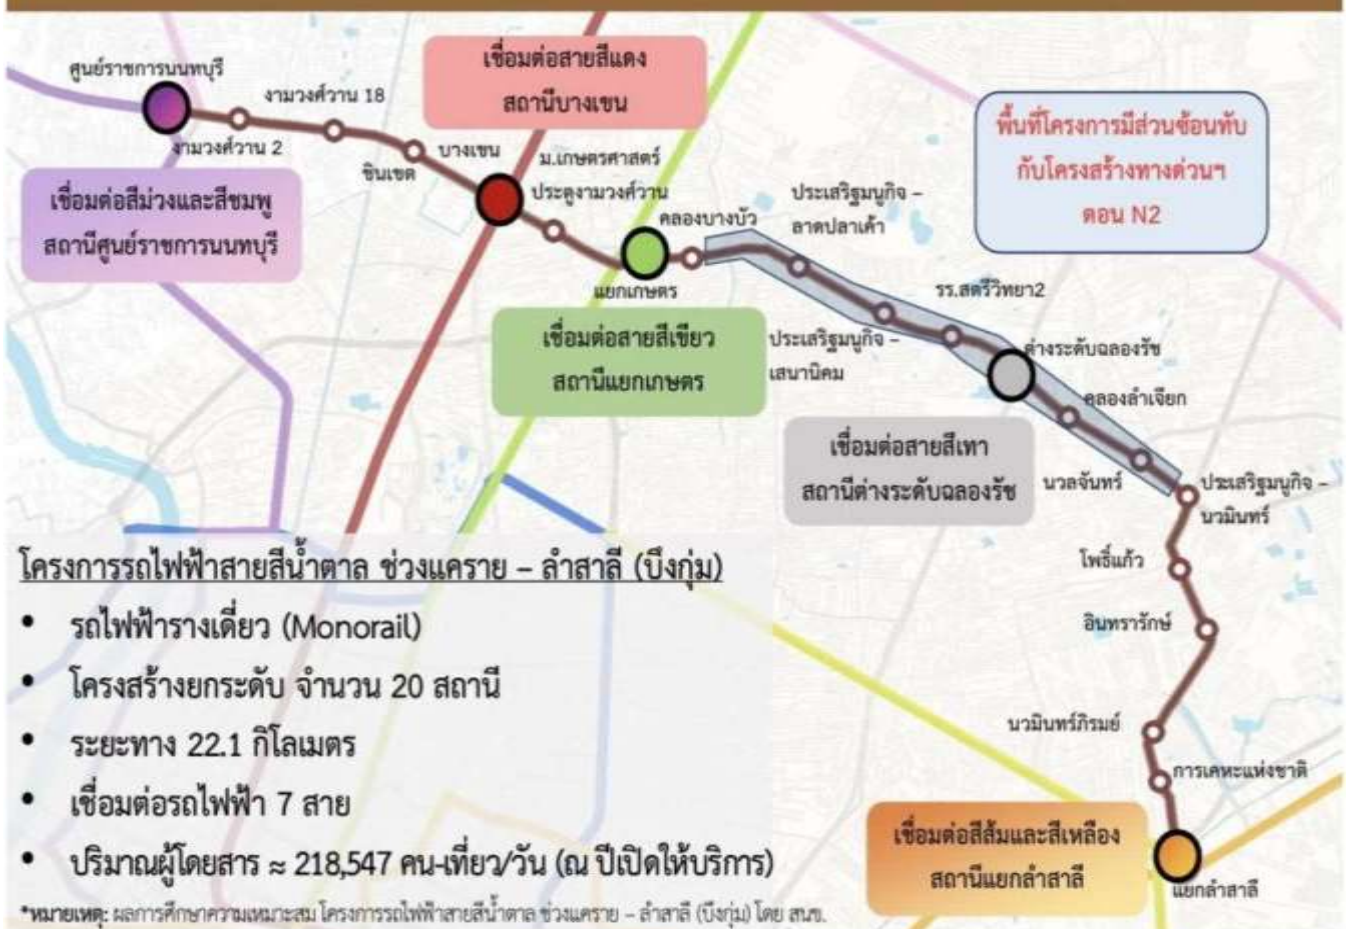 ศูนย์ราชการนนทบุรี
งามวงศ์วาน 2
งามวงศ์วาน 18
ชินเขต
บางเขน
ม.เกษตรศาสตร์
ประตูงามวงศ์วาน
แยกเกษตร
คลองบางบัว
ประเสริฐมนูกิจ –
ลาดปลาเค้า
ประเสริฐมนูกิจ –
เสนานิคม
รร.สตรีวิทยา2
ต่างระดับฉลองรัช
คลองลำเจียก
นวลจันทร์
ประเสริฐมนูกิจ –
นวมินทร์
โพธิ์แก้ว
อินทรารักษ์
นวมินทร์ภิรมย์
การเคหะแห่งชาติ
แยกลำสาลี
เชื่อมต่อสีม่วงและสีชมพู
สถานีศูนย์ราชการนนทบุรี
เชื่อมต่อสายสีแดง
สถานีบางเขน
เชื่อมต่อสายสีเขียว
สถานีแยกเกษตร
พื้นที่โครงการมีส่วนซ้อนทับ
กับโครงสร้างทางด่วนฯ
ตอน N2
เชื่อมต่อสายสีเทา
สถานีต่างระดับฉลองรัช
เชื่อมต่อสีส้มและสีเหลือง
สถานีแยกลำสาลี
โครงการรถไฟฟ้าสายสีน้ำตาล ช่วงแคราย – ลำสาลี (บึงกุ่ม)
• รถไฟฟ้ารางเดี่ยว (Monorail)
• โครงสร้างยกระดับ จำนวน 20 สถานี
• ระยะทาง 22.1 กิโลเมตร
• เชื่อมต่อรถไฟฟ้า 7 สาย
• ปริมาณผู้โดยสาร ≈ 218,547 คน-เที่ยว/วัน (ณ ปีเปิดให้บริการ)
*หมายเหตุ: ผลการศึกษาความเหมาะสม โครงการรถไฟฟ้าสายสีน้ำตาล ช่วงแคราย – ลำสาลี (บึงกุ่ม) โดย สนข.